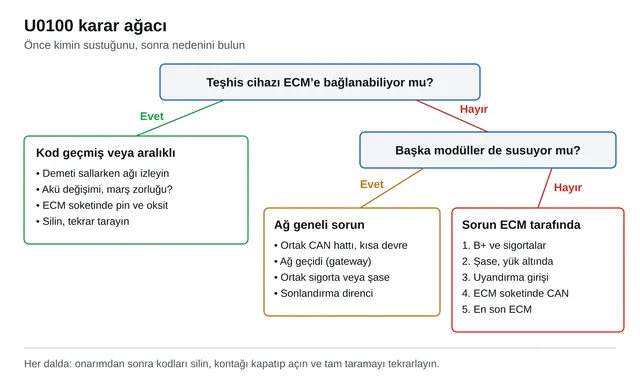 U0100 karar ağacı
Önce kimin sustuğunu, sonra nedenini bulun
Teşhis cihazı ECM’e bağlanabiliyor mu?
Evet
Hayır
Kod geçmiş veya aralıklı
• Demeti sallarken ağı izleyin
• Akü değişimi, marş zorluğu?
• ECM soketinde pin ve oksit
• Silin, tekrar tarayın
Başka modüller de susuyor mu?
Evet
Hayır
Ağ geneli sorun
• Ortak CAN hattı, kısa devre
• Ağ geçidi (gateway)
• Ortak sigorta veya şase
• Sonlandırma direnci
Sorun ECM tarafında
1. B+ ve sigortalar
2. Şase, yük altında
3. Uyandırma girişi
4. ECM soketinde CAN
5. En son ECM
Her dalda: onarımdan sonra kodları silin, kontağı kapatıp açın ve tam taramayı tekrarlayın.